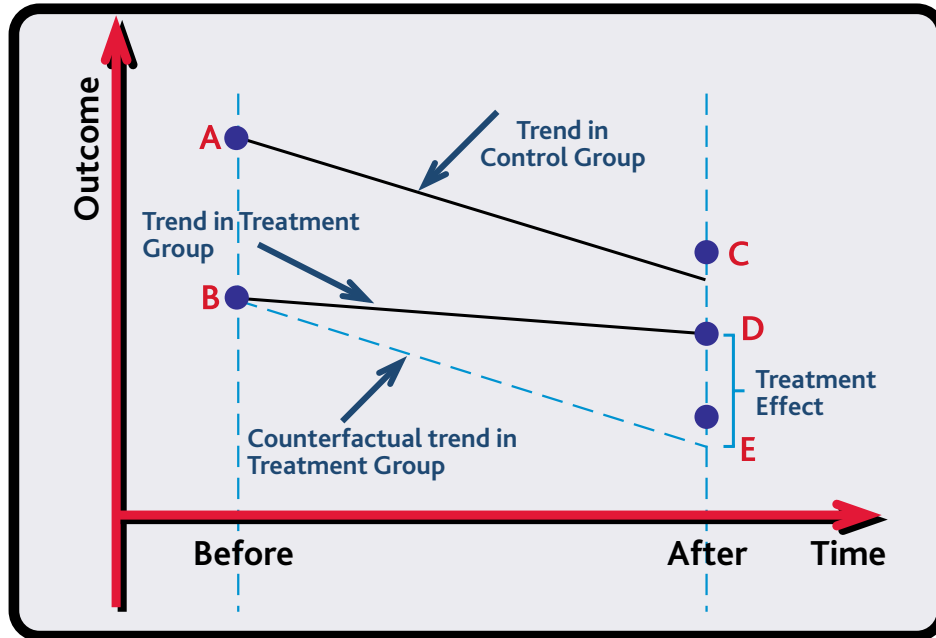 Outcome
A
Trend in
Control Group
Trend in Treatment
Group
C
B
D
Treatment
Effect
Counterfactual trend in
Treatment Group
E
Before
After
Time